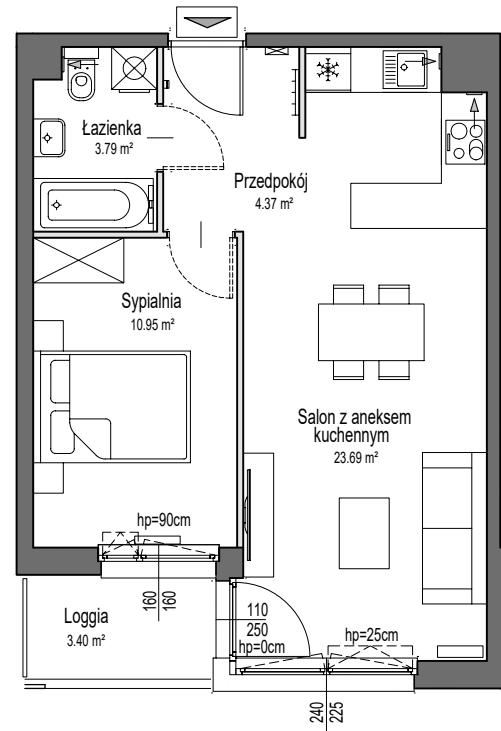 Łazienka
3.79 m²
Przedpokój
4.37 m²
Sypialnia
10.95 m²
Salon z aneksem
kuchennym
23.69 m²
hp=90cm
160
160
Loggia
3.40 m²
110
250
hp=0cm
hp=25cm
240
225